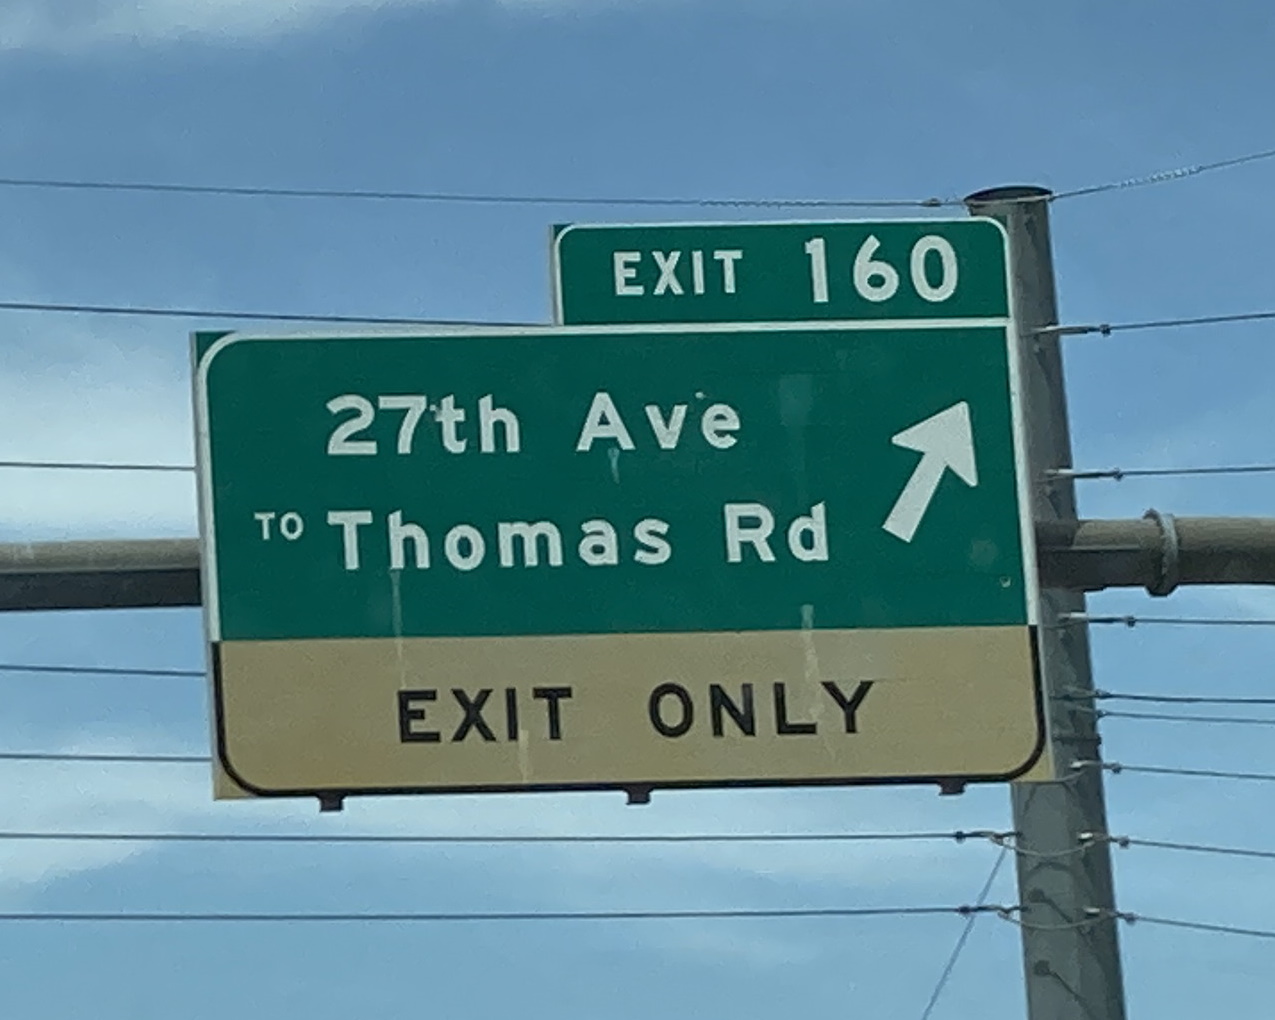 EXIT 160
27th Ave
TO Thomas Rd
EXIT ONLY